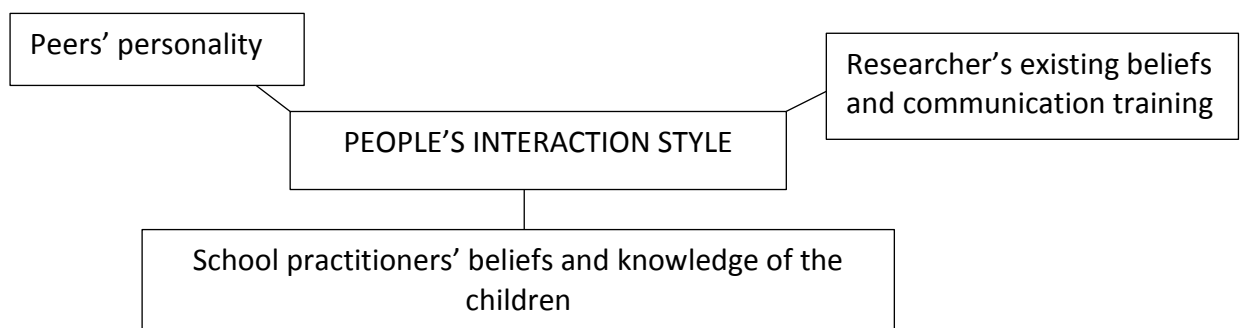 Peers’ personality
Researcher’s existing beliefs
and communication training
PEOPLE’S INTERACTION STYLE
School practitioners’ beliefs and knowledge of the
children